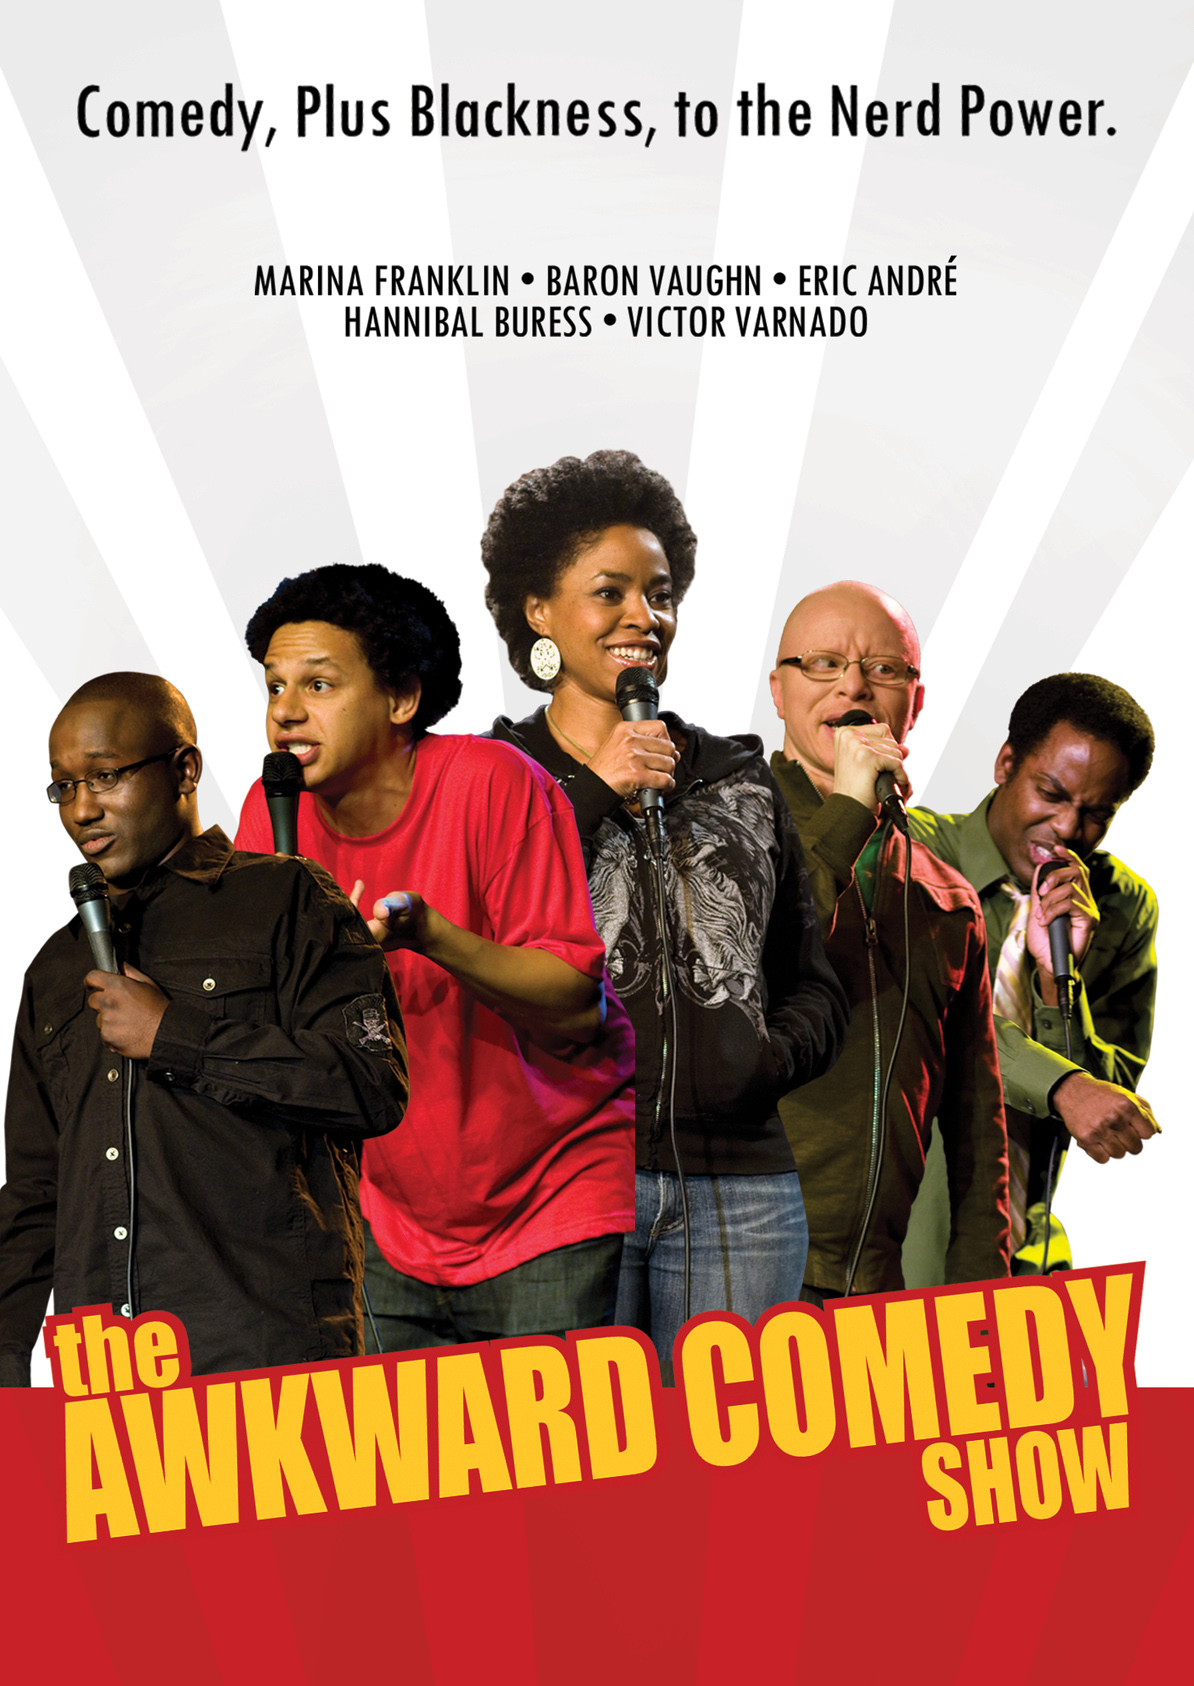 Comedy, Plus Blackness, to the Nerd Power.
MARINA FRANKLIN • BARON VAUGHN • ERIC ANDRÉ
HANNIBAL BURESS • VICTOR VARNADO
the
AWKWARD COMEDY
SHOW